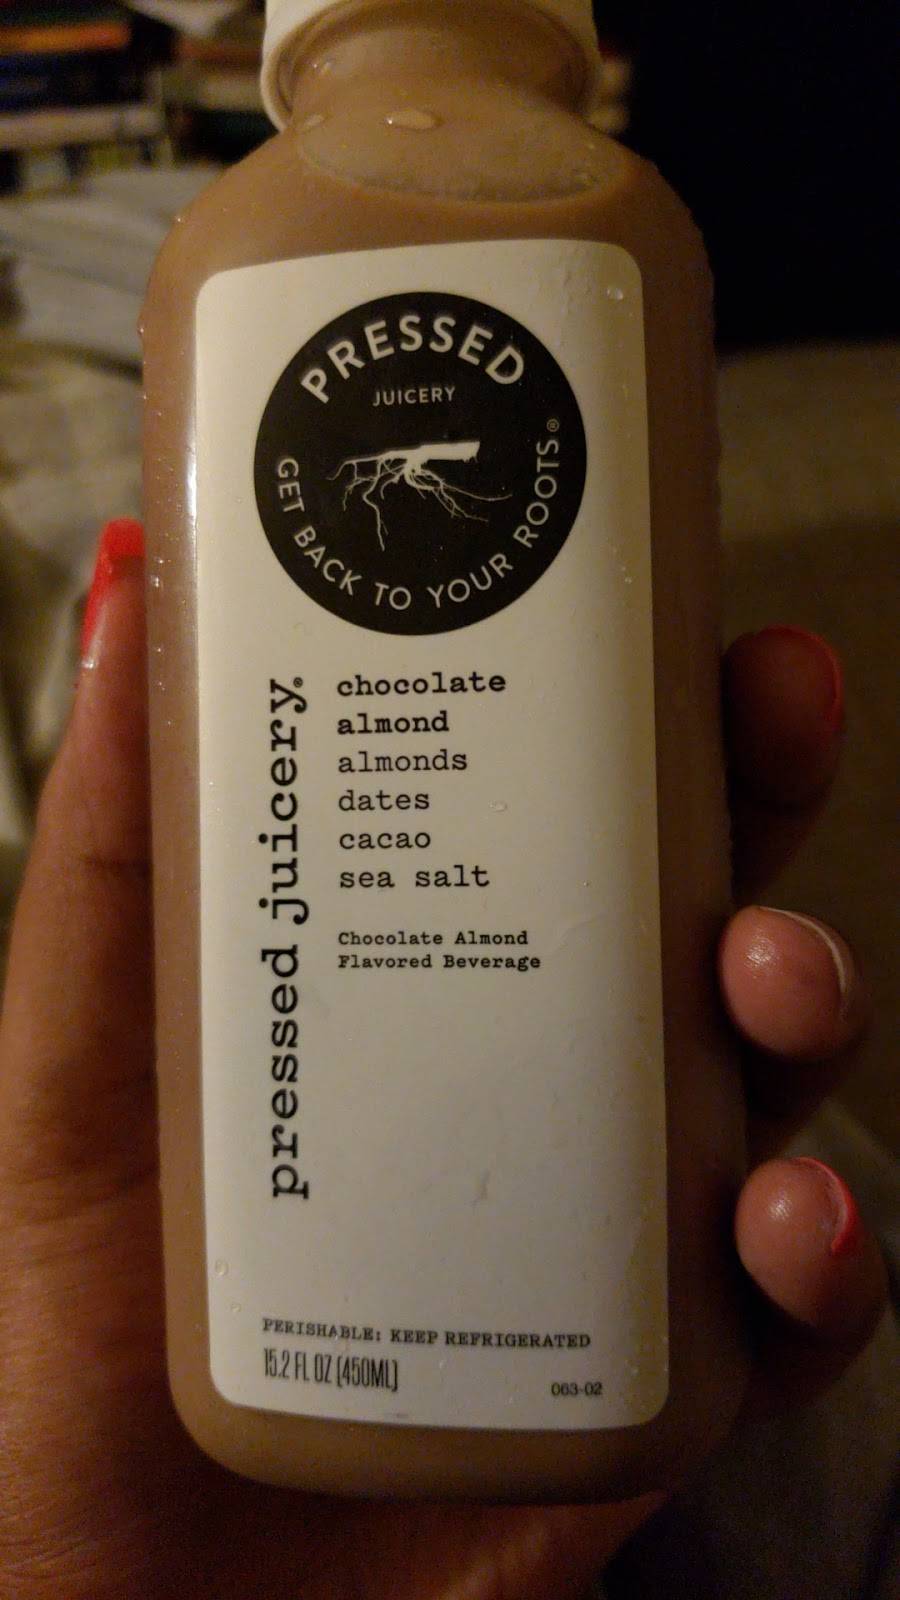 PRESSED
JUICERY
GET BACK TO YOUR ROOTS®
pressed juicery®
chocolate
almond
almonds
dates
cacao
sea salt
Chocolate Almond
Flavored Beverage
PERISHABLE: KEEP REFRIGERATED
15.2 FL OZ (450ML)
063-02